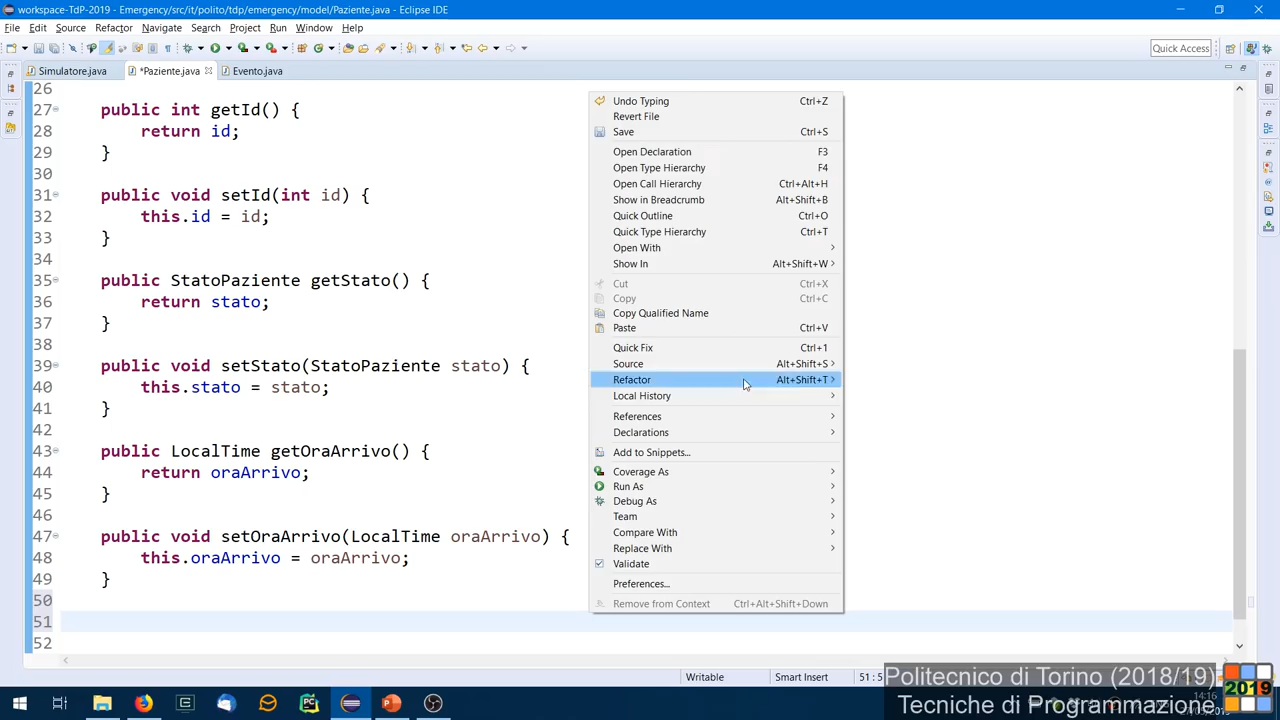 workspace-TdP-2019 - Emergency/src/it/polito/tdp/emergency/model/Paziente.java - Eclipse IDE
File Edit Source Refactor Navigate Search Project Run Window Help
Quick Access
Simulatore.java *Paziente.java Evento.java
26
27 public int getId() {
28 return id;
29 }
30
31 public void setId(int id) {
32 this.id = id;
33 }
34
35 public StatoPaziente getStato() {
36 return stato;
37 }
38
39 public void setStato(StatoPaziente stato) {
40 this.stato = stato;
41 }
42
43 public LocalTime getOraArrivo() {
44 return oraArrivo;
45 }
46
47 public void setOraArrivo(LocalTime oraArrivo) {
48 this.oraArrivo = oraArrivo;
49 }
50
51
52
Undo Typing Ctrl+Z
Revert File
Save Ctrl+S
Open Declaration F3
Open Type Hierarchy F4
Open Call Hierarchy Ctrl+Alt+H
Show in Breadcrumb Alt+Shift+B
Quick Outline Ctrl+O
Quick Type Hierarchy Ctrl+T
Open With
Show In Alt+Shift+W
Cut Ctrl+X
Copy Ctrl+C
Copy Qualified Name
Paste Ctrl+V
Quick Fix Ctrl+1
Source Alt+Shift+S
Refactor Alt+Shift+T
Local History
References
Declarations
Add to Snippets...
Coverage As
Run As
Debug As
Team
Compare With
Replace With
Validate
Preferences...
Remove from Context Ctrl+Alt+Shift+Down
Writable Smart Insert 51 : 5
Politecnico di Torino (2018/19)
Tecniche di Programmazione
2019
14:16